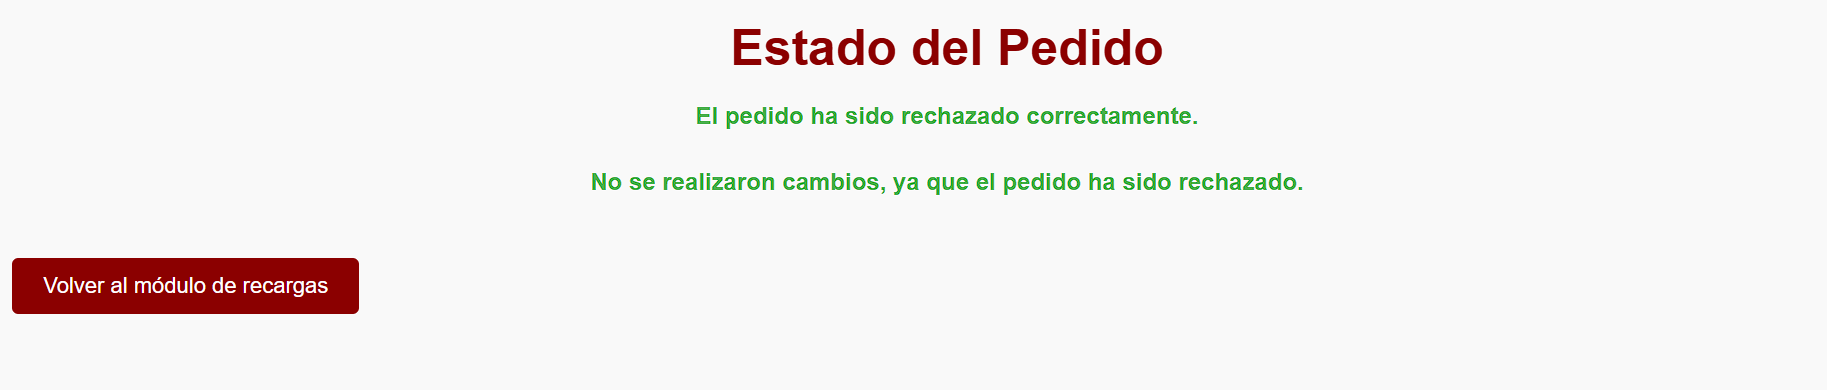 Estado del Pedido
El pedido ha sido rechazado correctamente.
No se realizaron cambios, ya que el pedido ha sido rechazado.
Volver al módulo de recargas